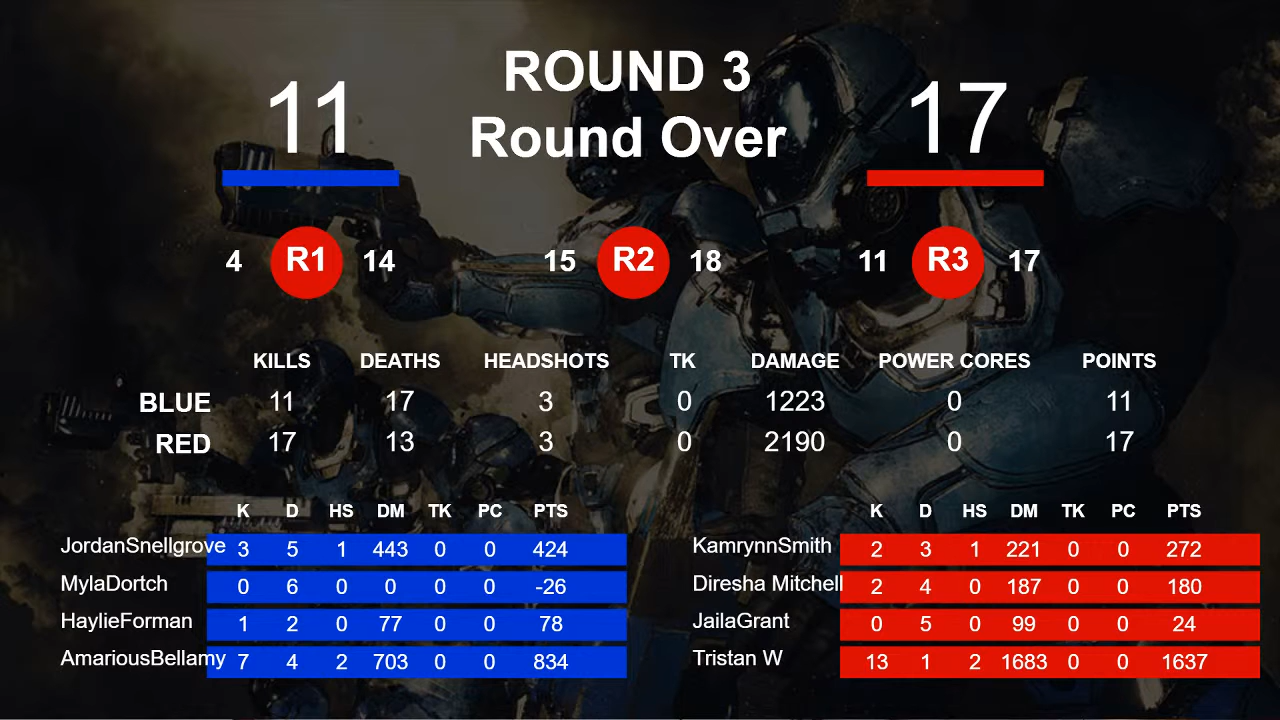 ROUND 3
Round Over
11 17
4 R1 14 15 R2 18 11 R3 17
KILLS DEATHS HEADSHOTS TK DAMAGE POWER CORES POINTS
BLUE 11 17 3 0 1223 0 11
RED 17 13 3 0 2190 0 17
K D HS DM TK PC PTS
JordanSnellgrove 3 5 1 443 0 0 424
MylaDortch 0 6 0 0 0 0 -26
HaylieForman 1 2 0 77 0 0 78
AmariousBellamy 7 4 2 703 0 0 834
K D HS DM TK PC PTS
KamrynnSmith 2 3 1 221 0 0 272
Diresha Mitchell 2 4 0 187 0 0 180
JailaGrant 0 5 0 99 0 0 24
Tristan W 13 1 2 1683 0 0 1637